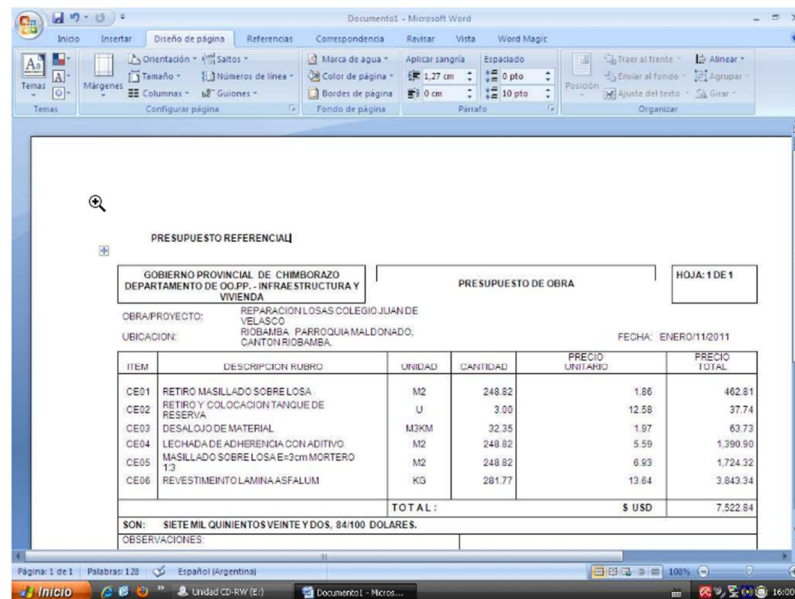 Documento1 - Microsoft Word
Inicio Insertar Diseño de página Referencias Correspondencia Revisar Vista Word Magic
Orientación Saltos Marca de agua Aplicar sangría Espaciado Traer al frente Alinear
Temas Márgenes Tamaño Números de línea Color de página 1,27 cm 0 pto Posición Enviar al fondo Agrupar
Columnas Guiones Bordes de página 0 cm 10 pto Ajuste del texto Girar
Temas Configurar página Fondo de página Párrafo Organizar
PRESUPUESTO REFERENCIAL
GOBIERNO PROVINCIAL DE CHIMBORAZO
DEPARTAMENTO DE OO.PP. - INFRAESTRUCTURA Y
VIVIENDA
PRESUPUESTO DE OBRA
HOJA: 1 DE 1
OBRA/PROYECTO: REPARACION LOSAS COLEGIO JUAN DE
VELASCO
UBICACION: RIOBAMBA PARROQUIA MALDONADO,
CANTON RIOBAMBA,
FECHA: ENERO/11/2011
ITEM DESCRIPCION RUBRO UNIDAD CANTIDAD PRECIO UNITARIO PRECIO TOTAL
CE01 RETIRO MASILLADO SOBRE LOSA M2 248.82 1.86 462.81
CE02 RETIRO Y COLOCACION TANQUE DE
RESERVA U 3.00 12.58 37.74
CE03 DESALOJO DE MATERIAL M3KM 32.35 1.97 63.73
CE04 LECHADA DE ADHERENCIA CON ADITIVO M2 248.82 5.59 1,390.90
CE05 MASILLADO SOBRE LOSA E=3cm MORTERO
1:3 M2 248.82 6.93 1,724.32
CE06 REVESTIMEINTO LAMINA ASFALUM KG 281.77 13.64 3,843.34
TOTAL: $ USD 7,522.84
SON: SIETE MIL QUINIENTOS VEINTE Y DOS, 84/100 DOLARES.
OBSERVACIONES:
Página: 1 de 1 Palabras: 128 Español (Argentina) 108%
Inicio Unidad CD-RW (E:) Documento1 - Micros... 16:00